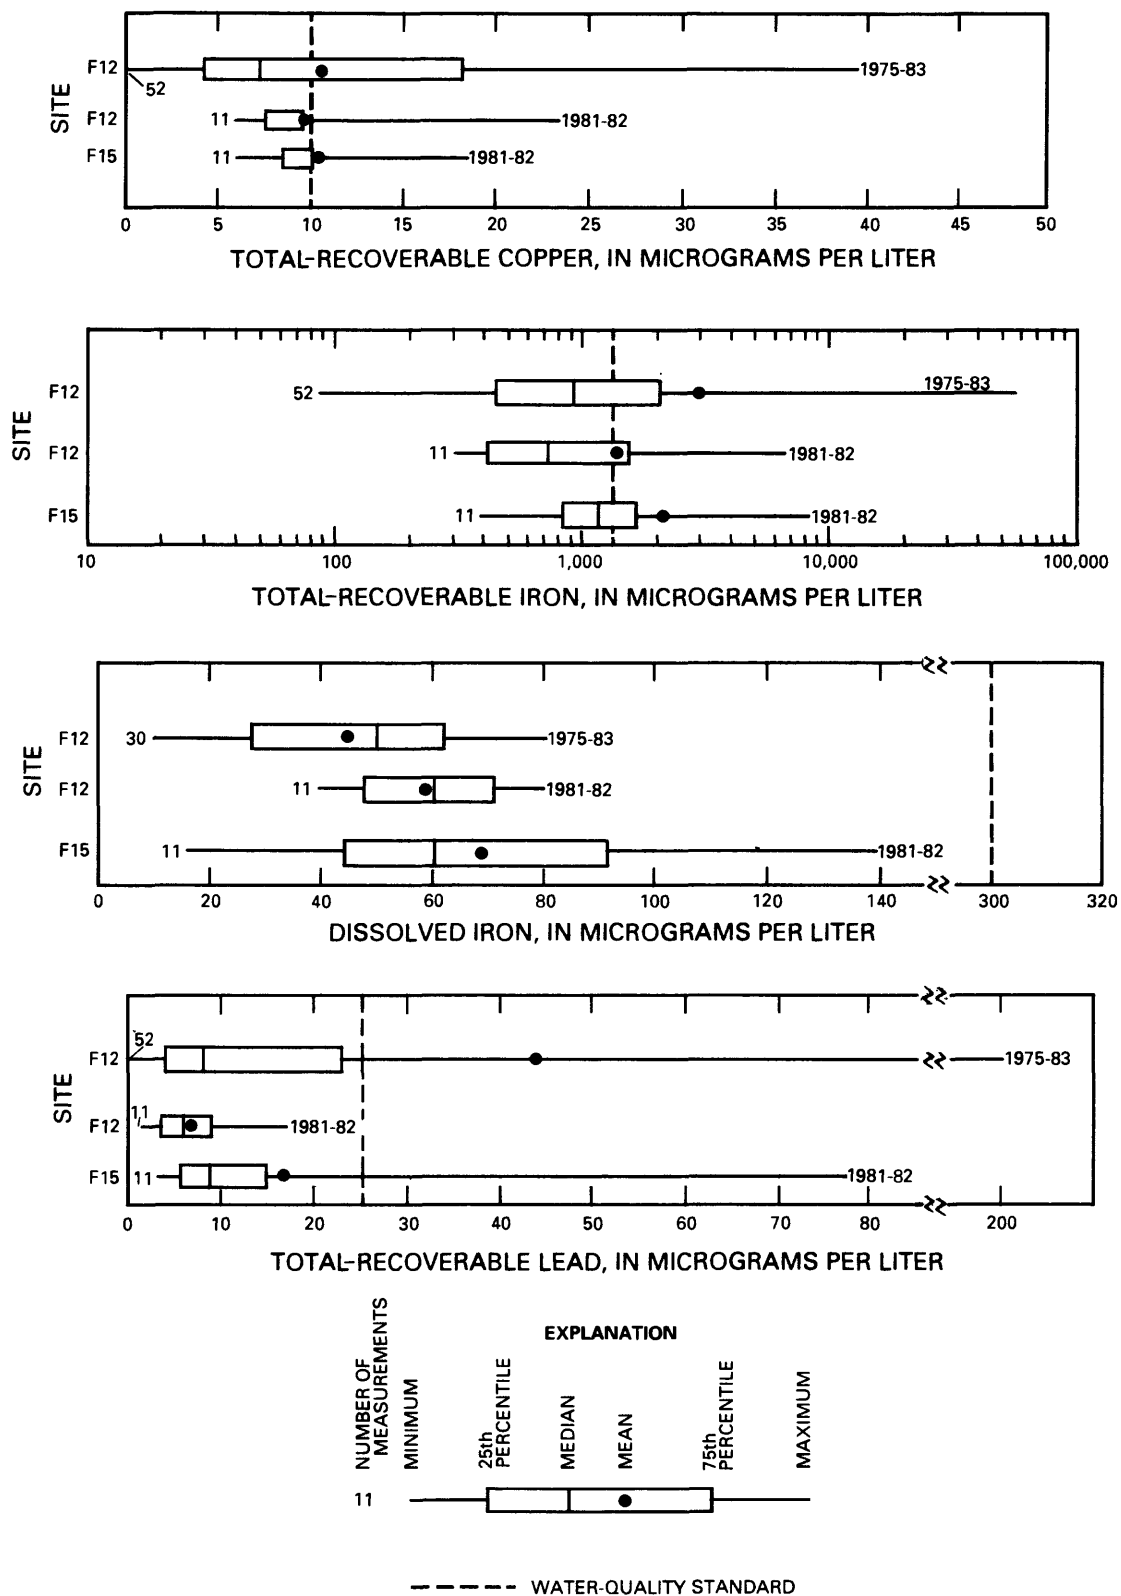 F12
52
1975-83
SITE
F12
11
1981-82
F15
11
1981-82
0 5 10 15 20 25 30 35 40 45 50
TOTAL-RECOVERABLE COPPER, IN MICROGRAMS PER LITER
F12
52
1975-83
SITE
F12
11
1981-82
F15
11
1981-82
10 100 1,000 10,000 100,000
TOTAL-RECOVERABLE IRON, IN MICROGRAMS PER LITER
F12
30
1975-83
SITE
F12
11
1981-82
F15
11
1981-82
0 20 40 60 80 100 120 140 300 320
DISSOLVED IRON, IN MICROGRAMS PER LITER
52
F12
1975-83
SITE
11
F12
1981-82
F15
11
1981-82
0 10 20 30 40 50 60 70 80 200
TOTAL-RECOVERABLE LEAD, IN MICROGRAMS PER LITER
EXPLANATION
NUMBER OF
MEASUREMENTS
MINIMUM
25th
PERCENTILE
MEDIAN
MEAN
75th
PERCENTILE
MAXIMUM
11
WATER-QUALITY STANDARD